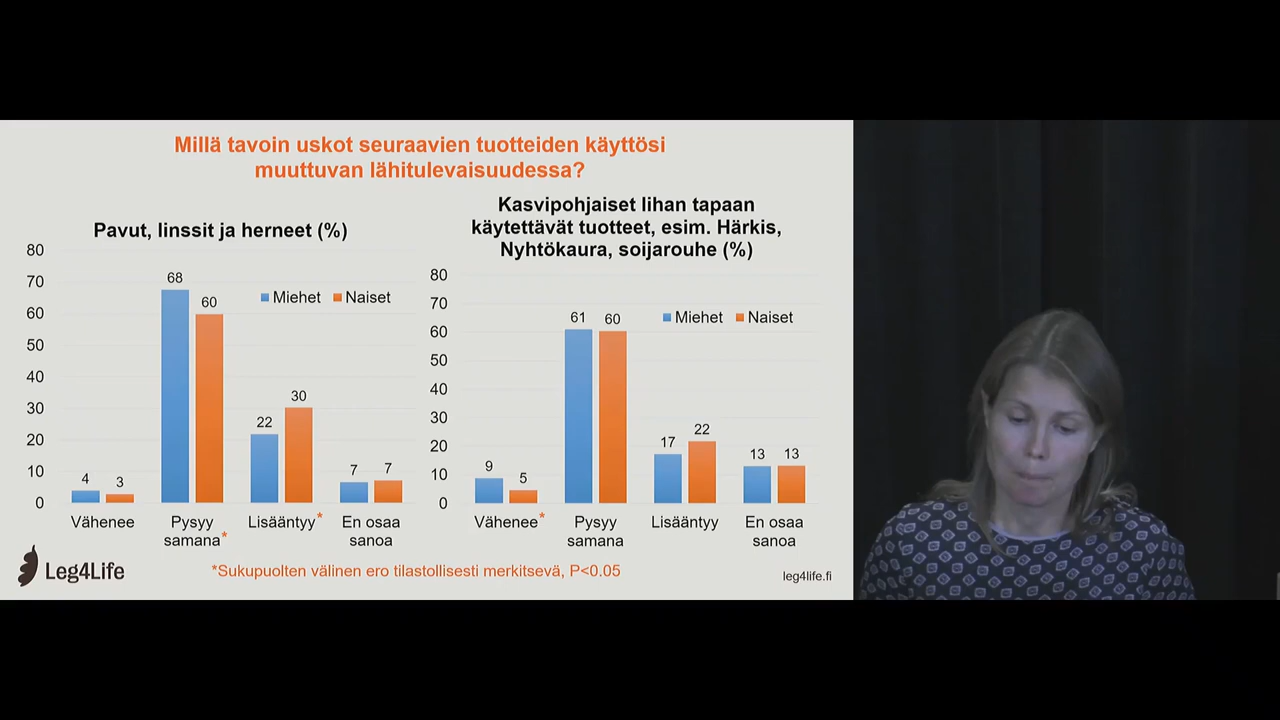 Millä tavoin uskot seuraavien tuotteiden käyttösi
muuttuvan lähitulevaisuudessa?
Pavut, linssit ja herneet (%)
80
70
60
50
40
30
20
10
0
Miehet Naiset
4
3
68
60
22
30
7
7
Vähenee
Pysyy
samana*
Lisääntyy*
En osaa
sanoa
Kasvipohjaiset lihan tapaan
käytettävät tuotteet, esim. Härkis,
Nyhtökaura, soijarouhe (%)
80
70
60
50
40
30
20
10
0
Miehet Naiset
9
5
61
60
17
22
13
13
Vähenee*
Pysyy
samana
Lisääntyy
En osaa
sanoa
Leg4Life
*Sukupuolten välinen ero tilastollisesti merkitsevä, P<0.05
leg4life.fi